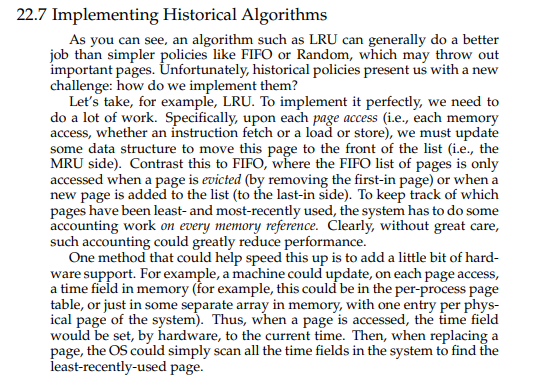 22.7 Implementing Historical Algorithms
As you can see, an algorithm such as LRU can generally do a better
job than simpler policies like FIFO or Random, which may throw out
important pages. Unfortunately, historical policies present us with a new
challenge: how do we implement them?
Let's take, for example, LRU. To implement it perfectly, we need to
do a lot of work. Specifically, upon each page access (i.e., each memory
access, whether an instruction fetch or a load or store), we must update
some data structure to move this page to the front of the list (i.e., the
MRU side). Contrast this to FIFO, where the FIFO list of pages is only
accessed when a page is evicted (by removing the first-in page) or when a
new page is added to the list (to the last-in side). To keep track of which
pages have been least- and most-recently used, the system has to do some
accounting work on every memory reference. Clearly, without great care,
such accounting could greatly reduce performance.
One method that could help speed this up is to add a little bit of hard-
ware support. For example, a machine could update, on each page access,
a time field in memory (for example, this could be in the per-process page
table, or just in some separate array in memory, with one entry per phys-
ical page of the system). Thus, when a page is accessed, the time field
would be set, by hardware, to the current time. Then, when replacing a
page, the OS could simply scan all the time fields in the system to find the
least-recently-used page.